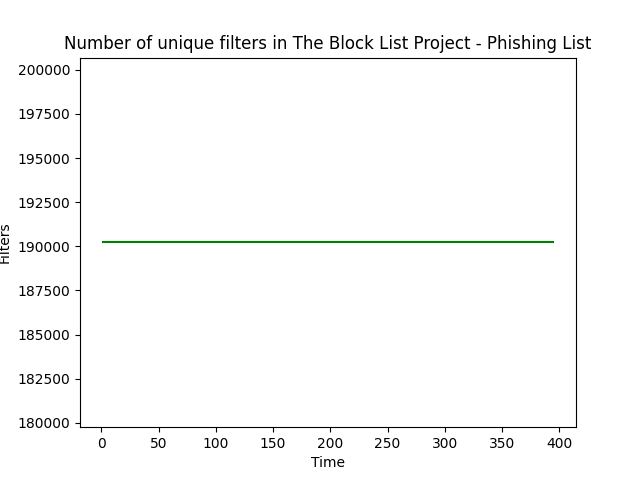 Number of unique filters in The Block List Project - Phishing List
200000
197500
195000
192500
190000
187500
185000
182500
180000
Filters
0 50 100 150 200 250 300 350 400
Time